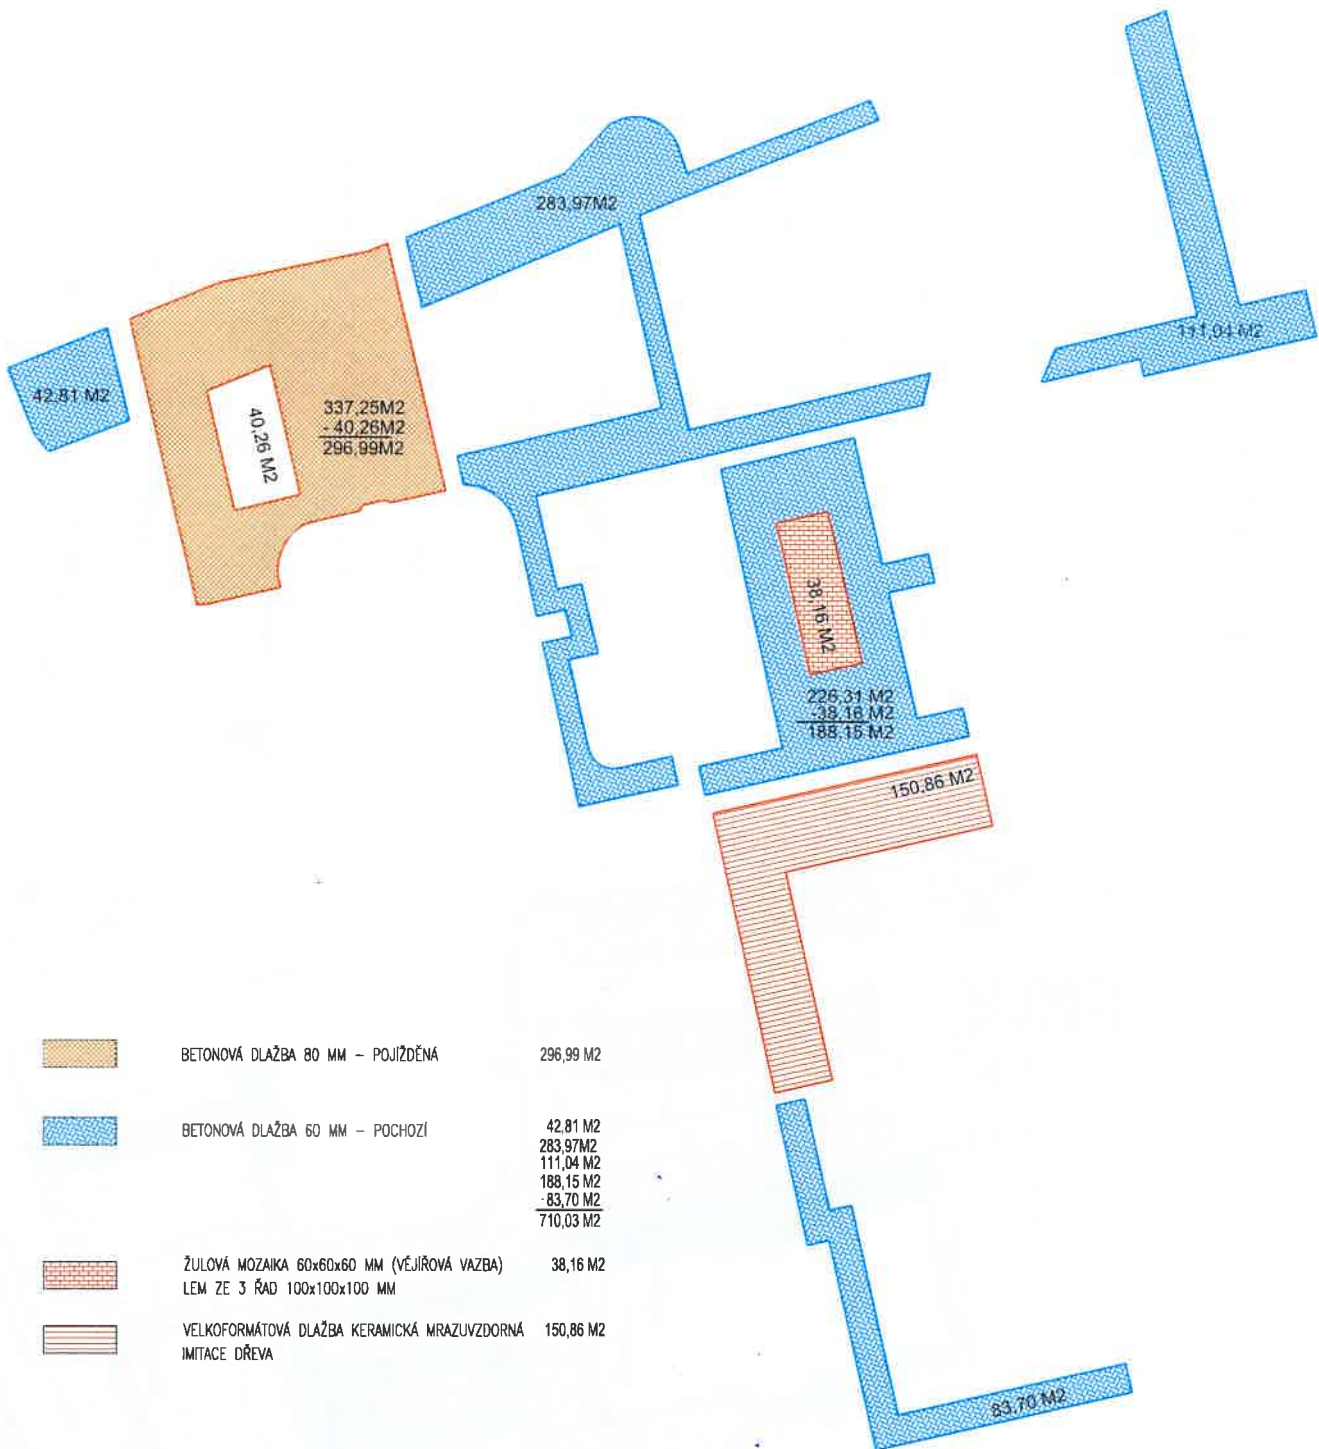 283,97M2
111,04 M2
42,81 M2
40,26 M2
337,25M2
- 40,26M2
296,99M2
38,16 M2
226,31 M2
-38,16 M2
188,15 M2
150,86 M2
BETONOVÁ DLAŽBA 80 MM – POJÍŽDĚNÁ 296,99 M2
BETONOVÁ DLAŽBA 60 MM – POCHOZÍ 42,81 M2
283,97M2
111,04 M2
188,15 M2
83,70 M2
710,03 M2
ŽULOVÁ MOZAIKA 60x60x60 MM (VĚJÍŘOVÁ VAZBA) 38,16 M2
LEM ZE 3 ŘAD 100x100x100 MM
VELKOFORMÁTOVÁ DLAŽBA KERAMICKÁ MRAZUVZDORNÁ 150,86 M2
IMITACE DŘEVA
83,70 M2